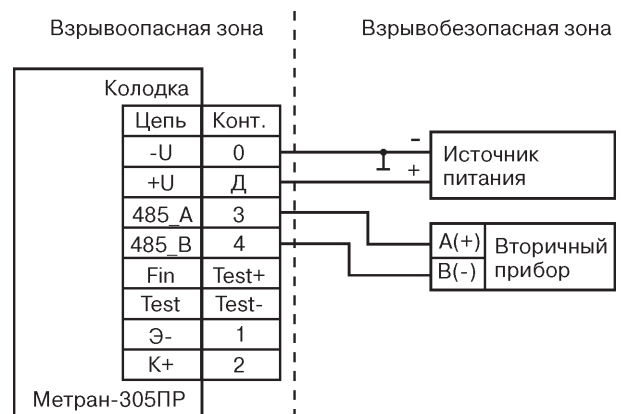 Взрывоопасная зона
Взрывобезопасная зона
Колодка
Цепь Конт.
-U 0
+U Д
485_A 3
485_B 4
Fin Test+
Test Test-
Э- 1
К+ 2
Метран-305ПР
-
+
Источник
питания
A(+)
B(-)
Вторичный
прибор